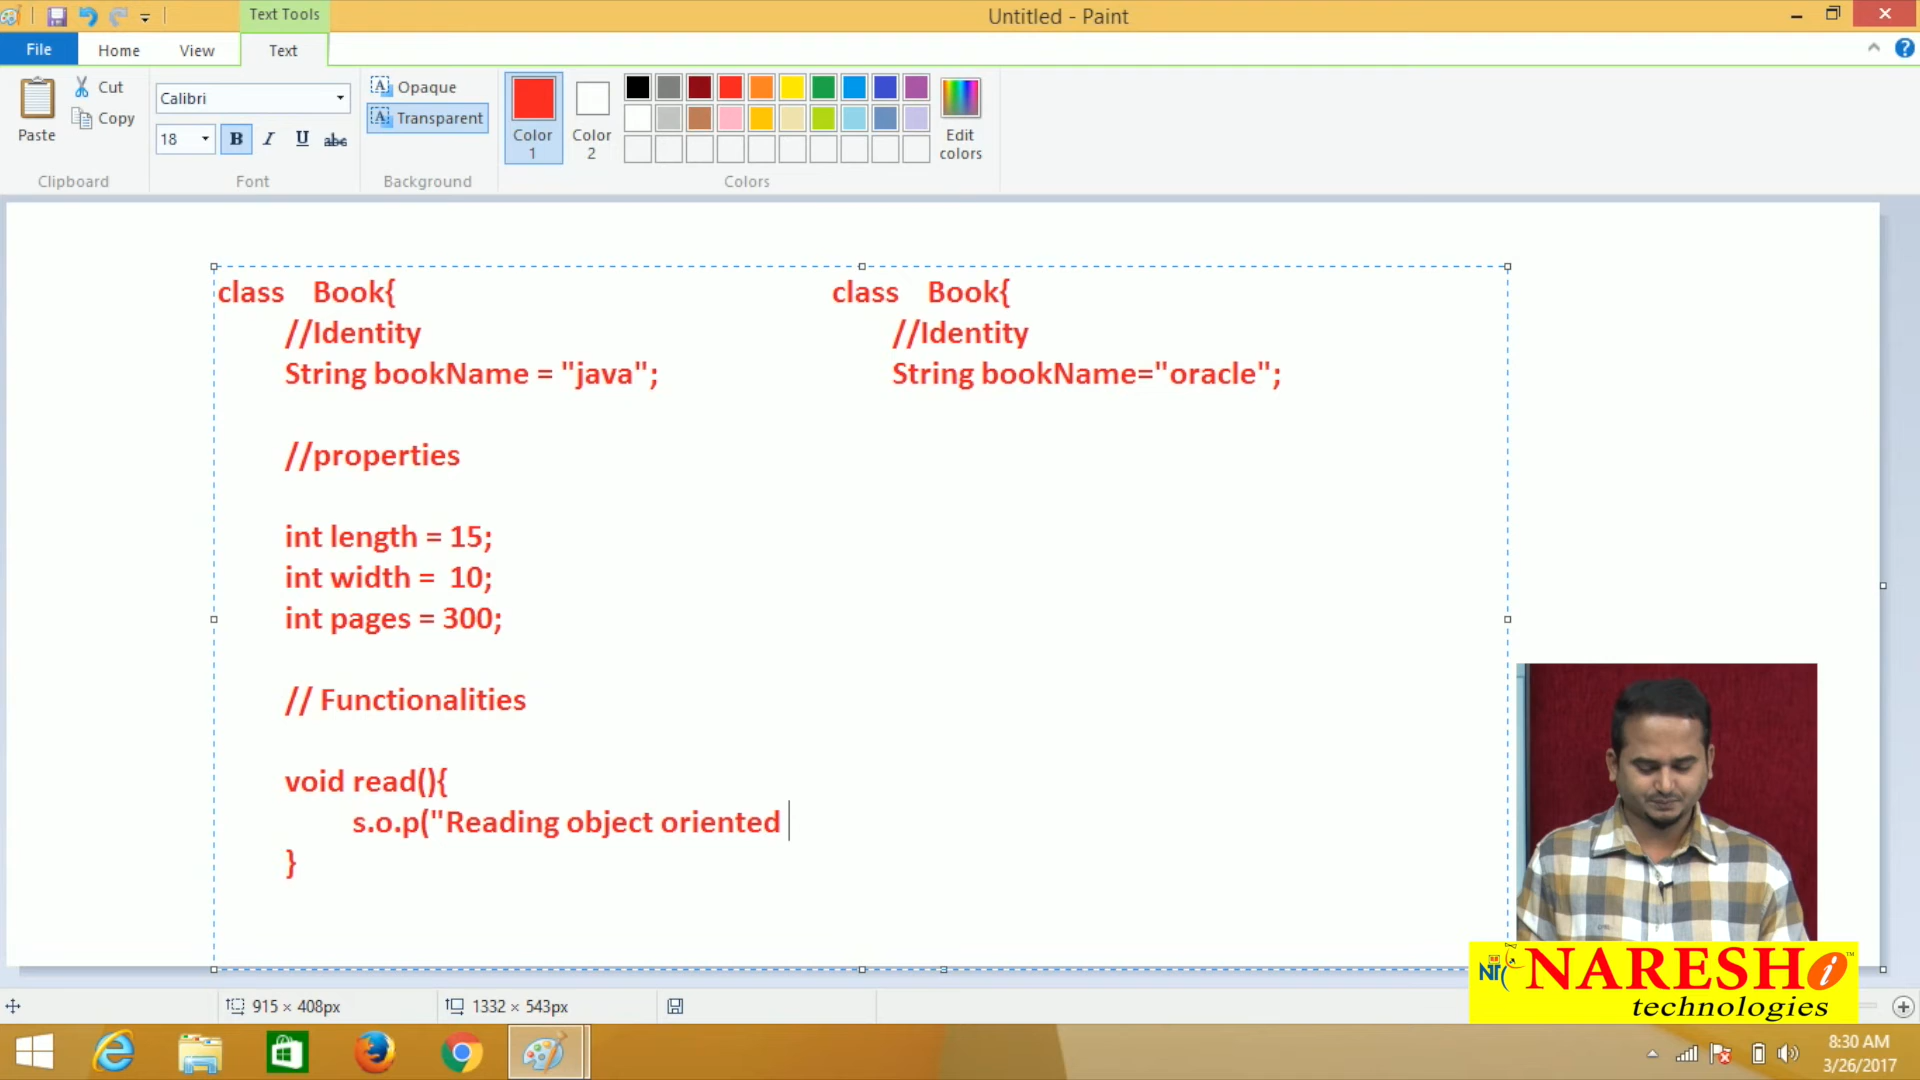 Text Tools
Untitled - Paint
File Home View Text
Paste
Cut
Copy
Clipboard
Calibri
18 B I U abc
Font
Opaque
Transparent
Background
Color 1
Color 2
Edit colors
Colors
class Book{
//Identity
String bookName = "java";
//properties
int length = 15;
int width = 10;
int pages = 300;
// Functionalities
void read(){
s.o.p("Reading object oriented
}
class Book{
//Identity
String bookName="oracle";
915 × 408px
1332 × 543px
NARESH i
technologies
8:30 AM
3/26/2017